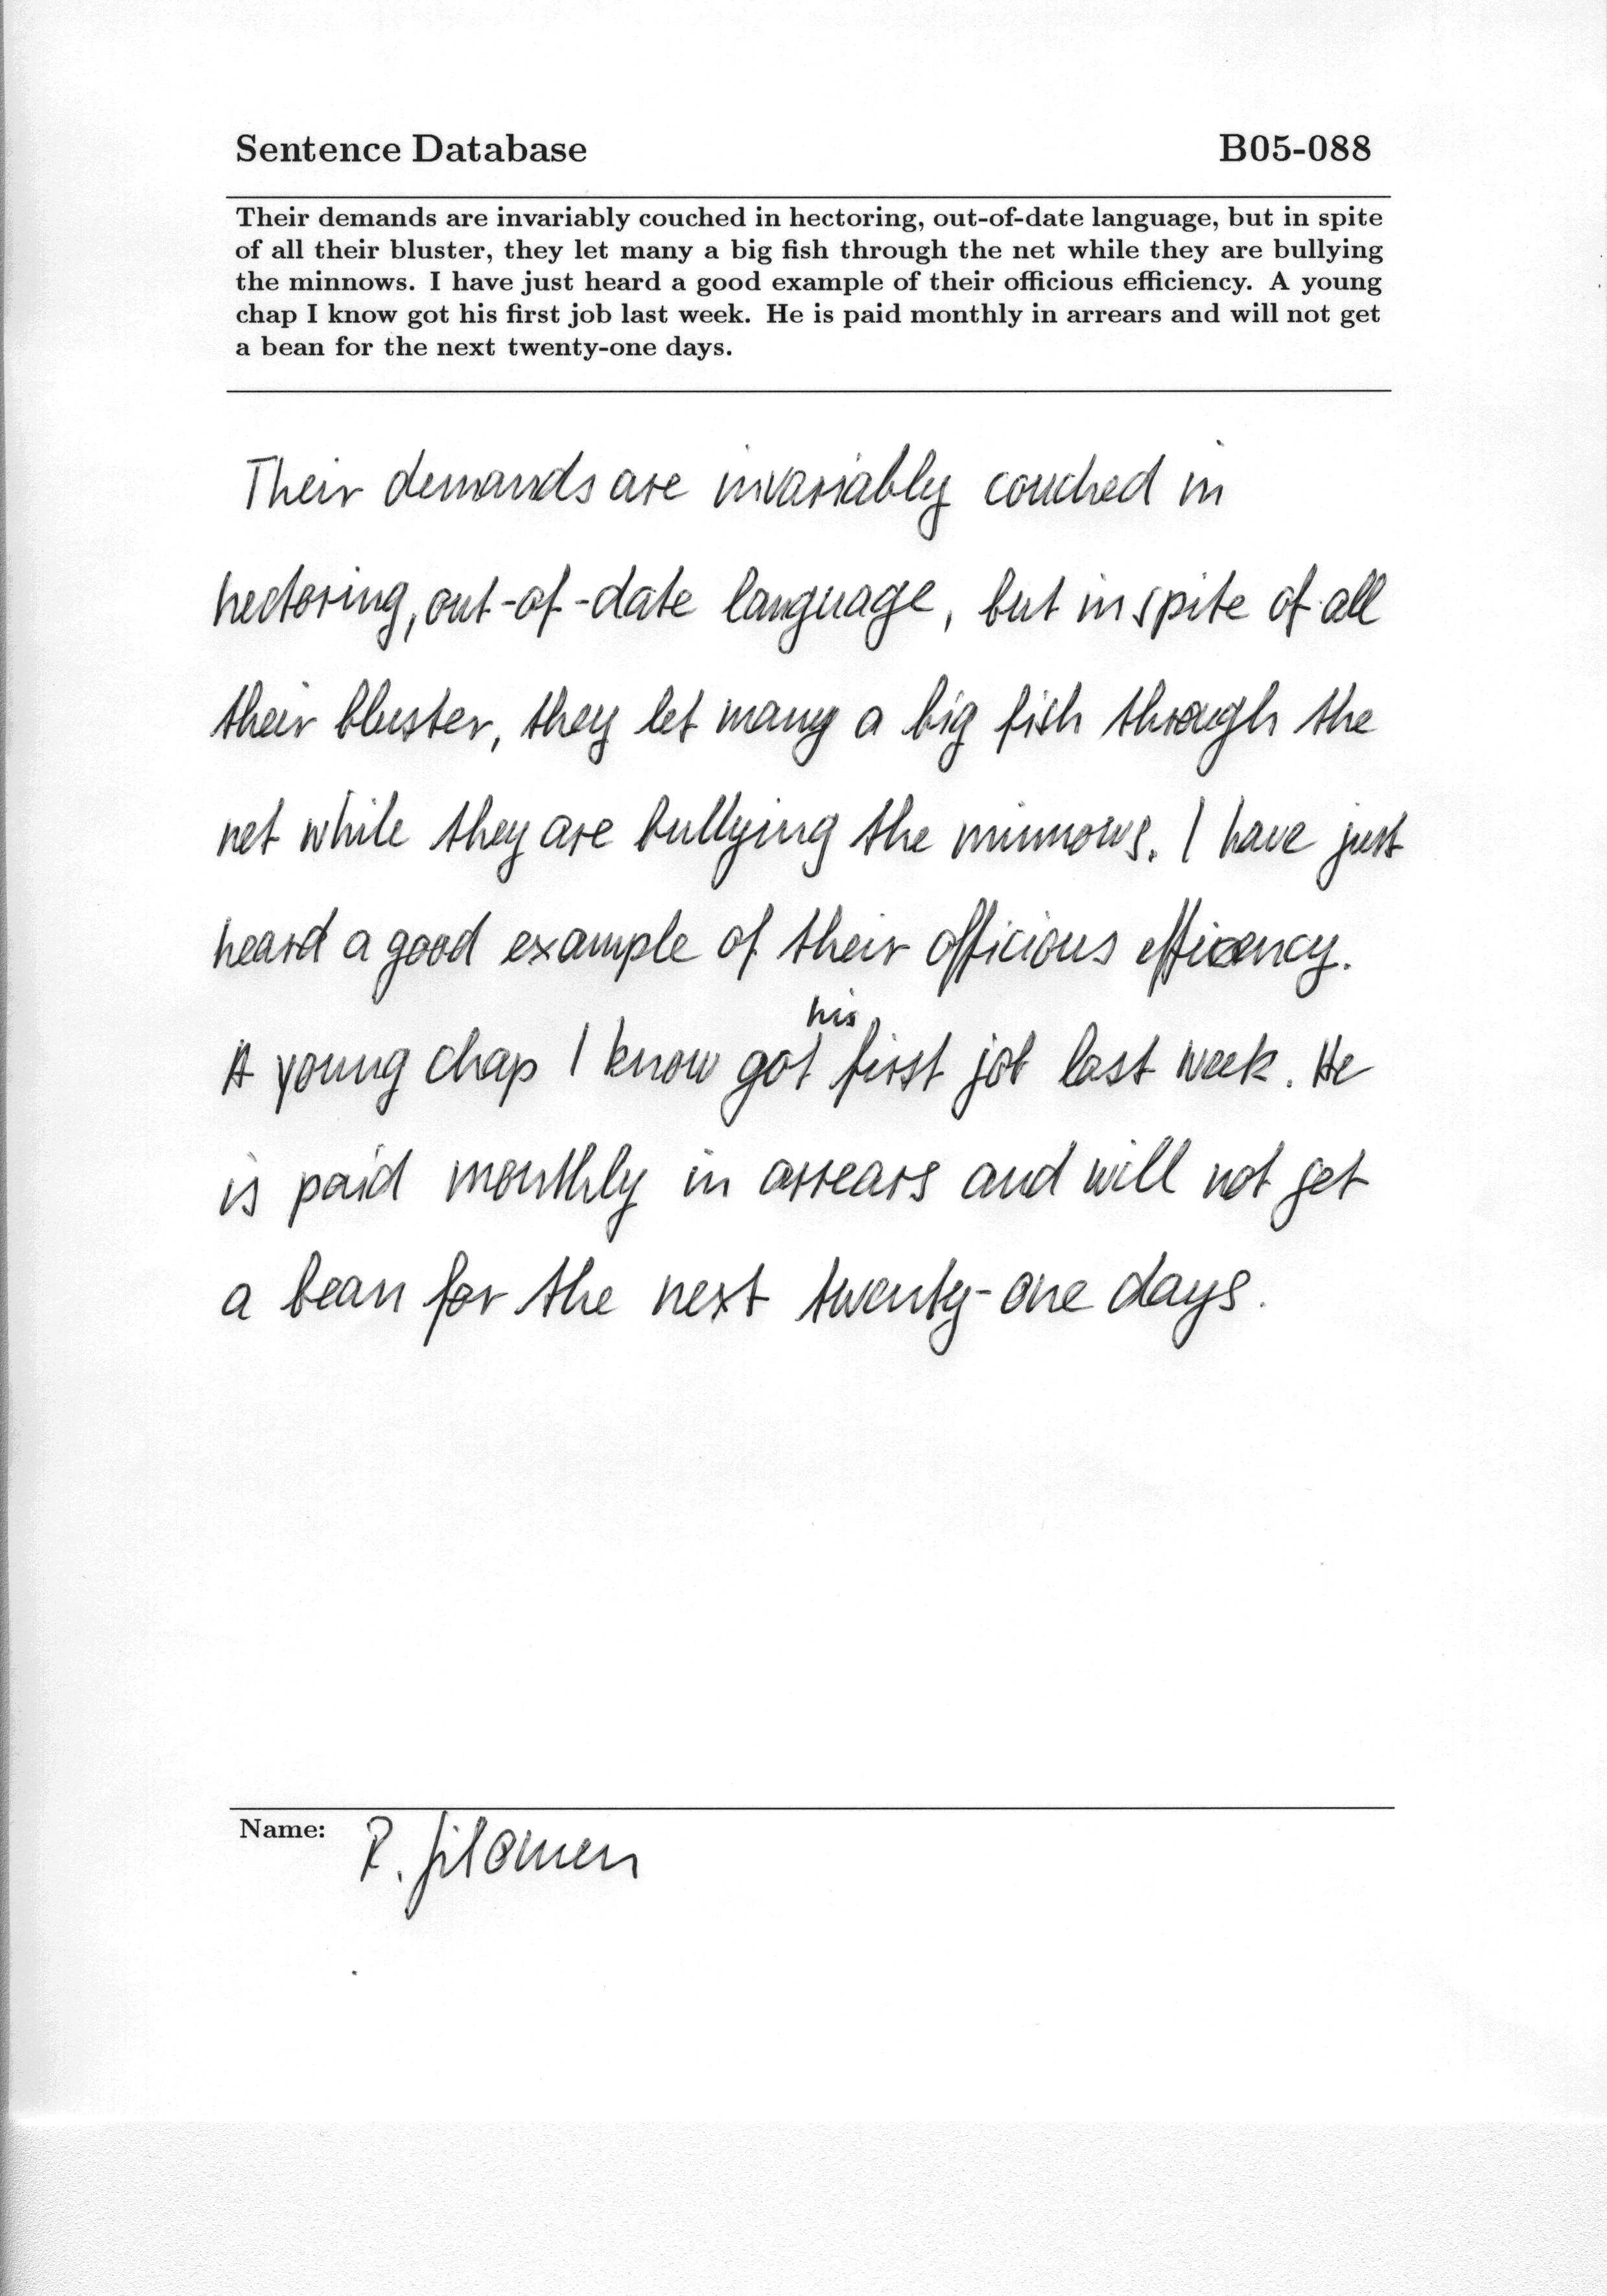 Sentence Database B05-088
Their demands are invariably couched in hectoring, out-of-date language, but in spite
of all their bluster, they let many a big fish through the net while they are bullying
the minnows. I have just heard a good example of their officious efficiency. A young
chap I know got his first job last week. He is paid monthly in arrears and will not get
a bean for the next twenty-one days.
Their demands are invariably couched in
hectoring, out-of-date language, but in spite of all
their bluster, they let many a big fish through the
net while they are bullying the minnows. I have just
heard a good example of their officious efficency.
his
A young chap I know got first job last week. He
is paid monthly in arrears and will not get
a bean for the next twenty-one days.
Name: R.